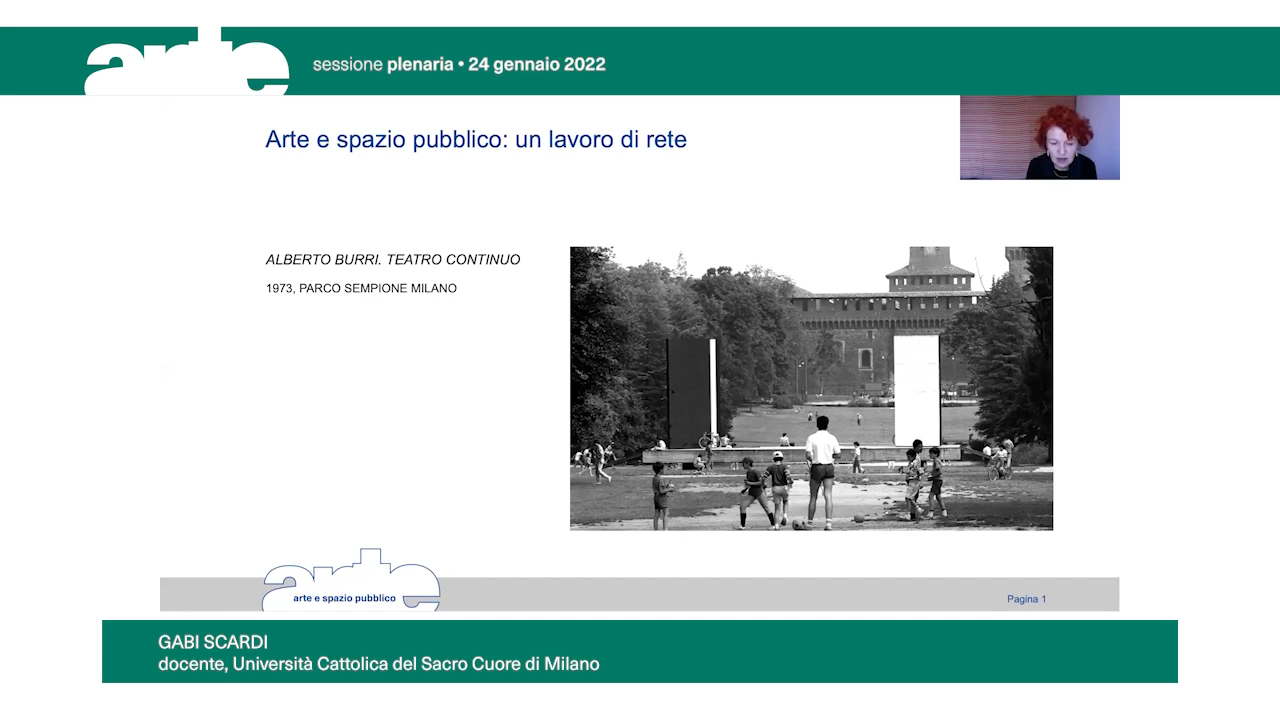 arte
sessione plenaria • 24 gennaio 2022
Arte e spazio pubblico: un lavoro di rete
ALBERTO BURRI. TEATRO CONTINUO
1973, PARCO SEMPIONE MILANO
arte
arte e spazio pubblico
Pagina 1
GABI SCARDI
docente, Università Cattolica del Sacro Cuore di Milano